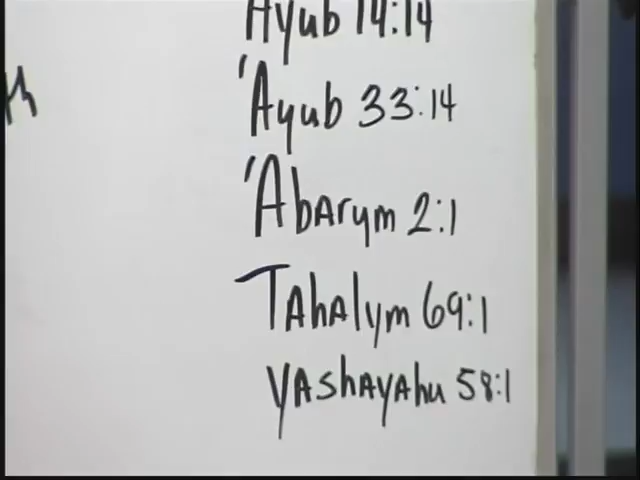 'Ayub 14:14
'Ayub 33:14
'Abarym 2:1
Tahalym 69:1
Yashayahu 58:1